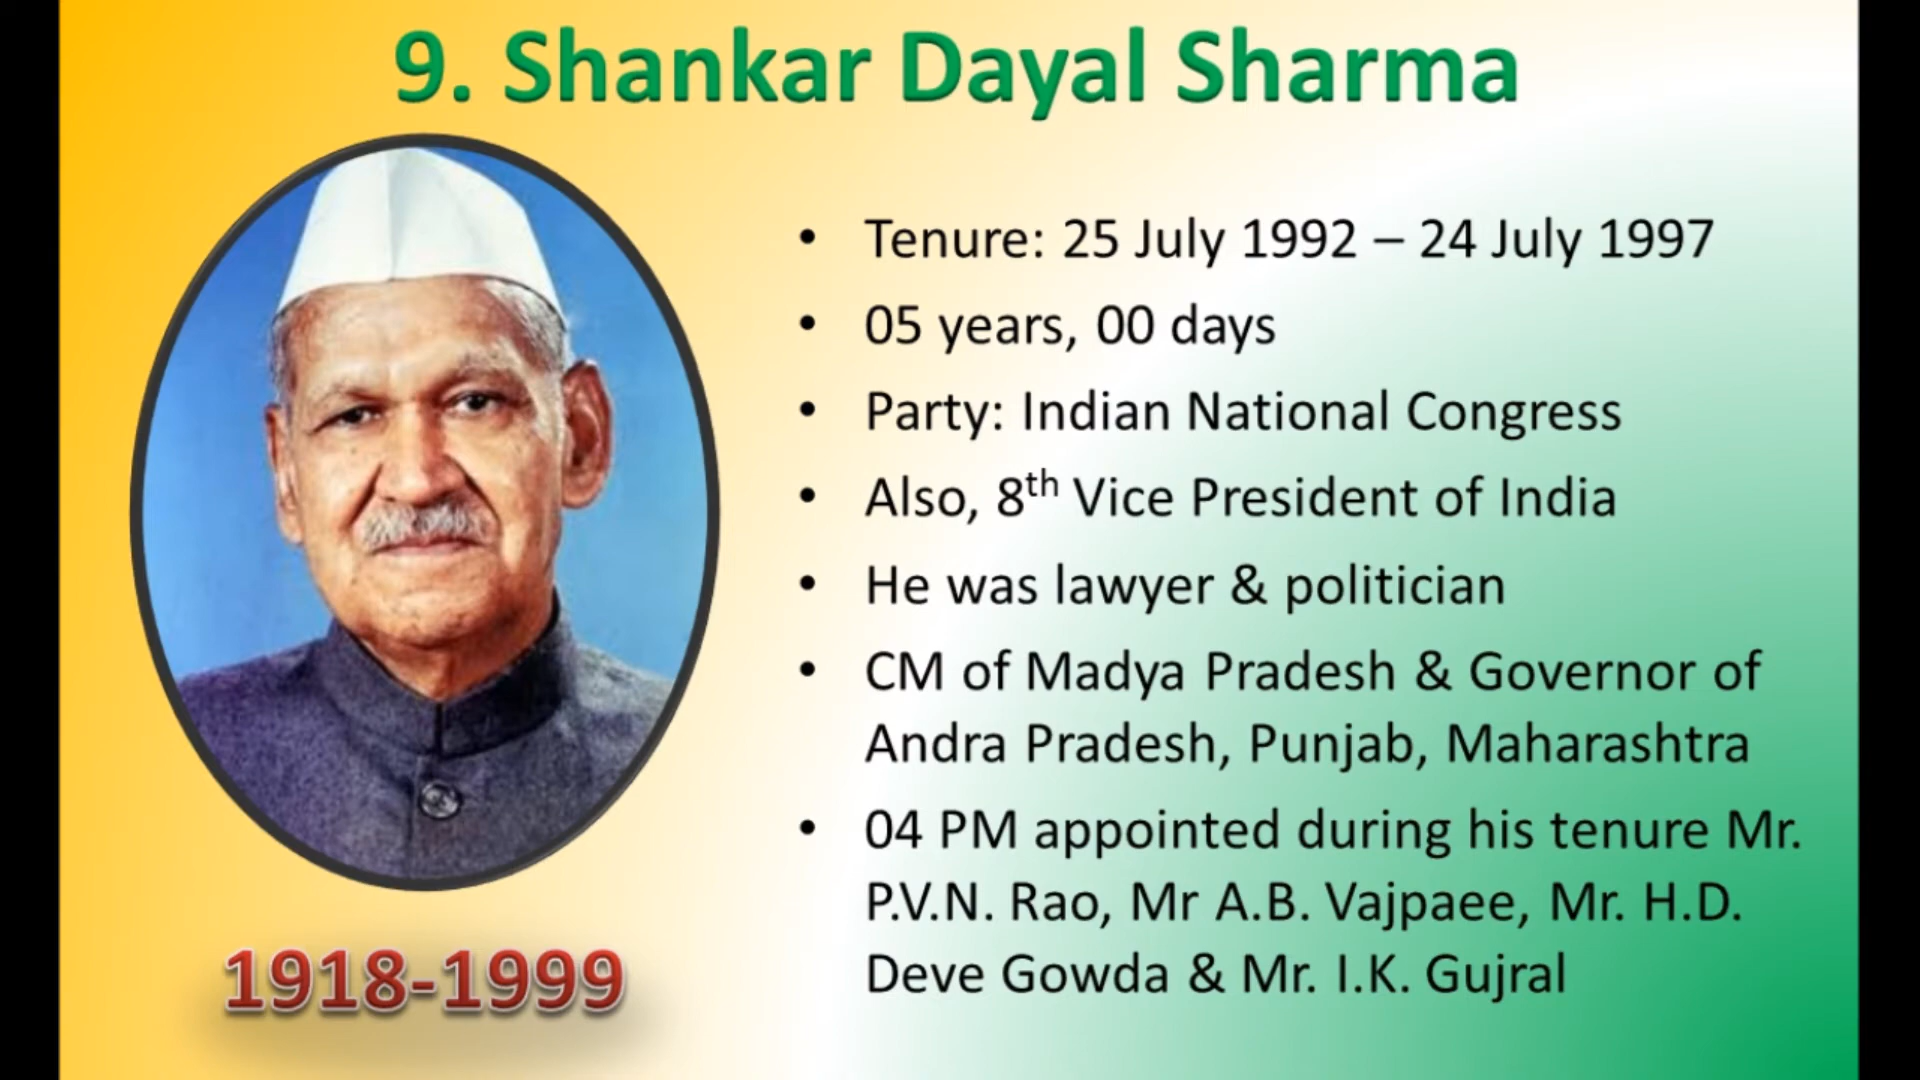 9. Shankar Dayal Sharma
• Tenure: 25 July 1992 – 24 July 1997
• 05 years, 00 days
• Party: Indian National Congress
• Also, 8th Vice President of India
• He was lawyer & politician
• CM of Madya Pradesh & Governor of
Andra Pradesh, Punjab, Maharashtra
• 04 PM appointed during his tenure Mr.
P.V.N. Rao, Mr A.B. Vajpaee, Mr. H.D.
Deve Gowda & Mr. I.K. Gujral
1918-1999